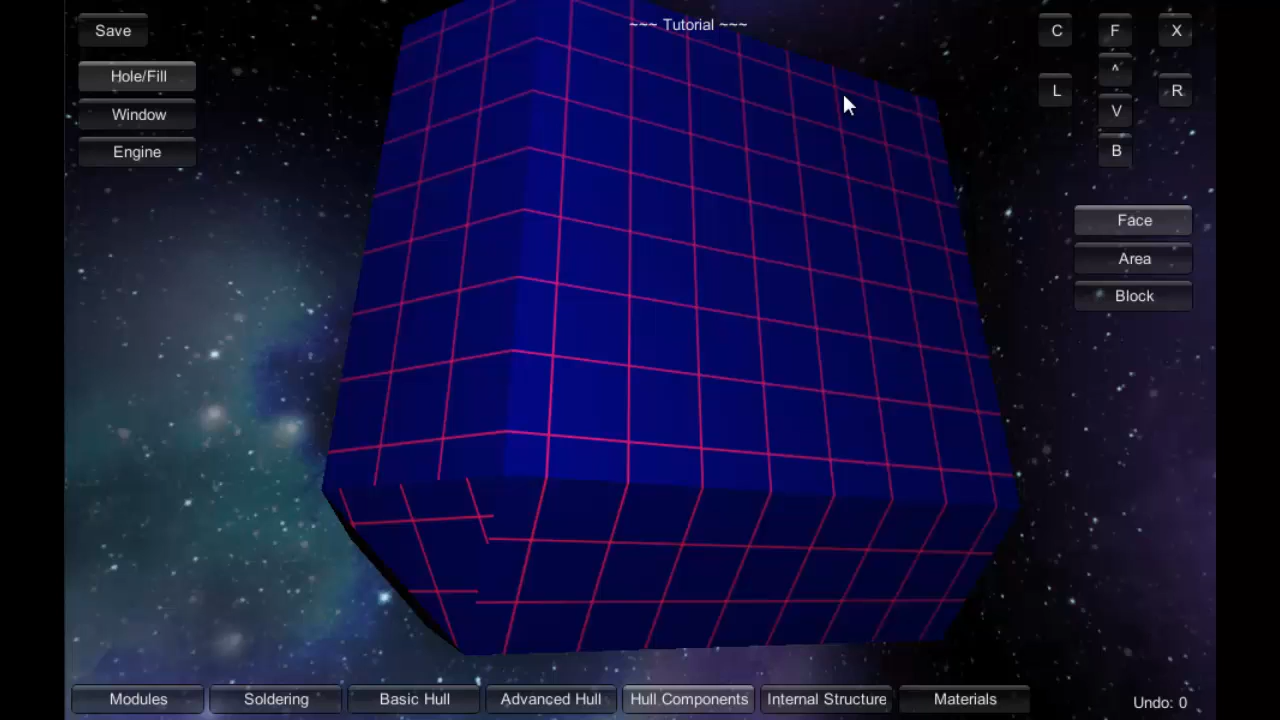 ~~~ Tutorial ~~~
Save
Hole/Fill
Window
Engine
C
F
X
^
L
R
V
B
Face
Area
Block
Modules
Soldering
Basic Hull
Advanced Hull
Hull Components
Internal Structure
Materials
Undo: 0